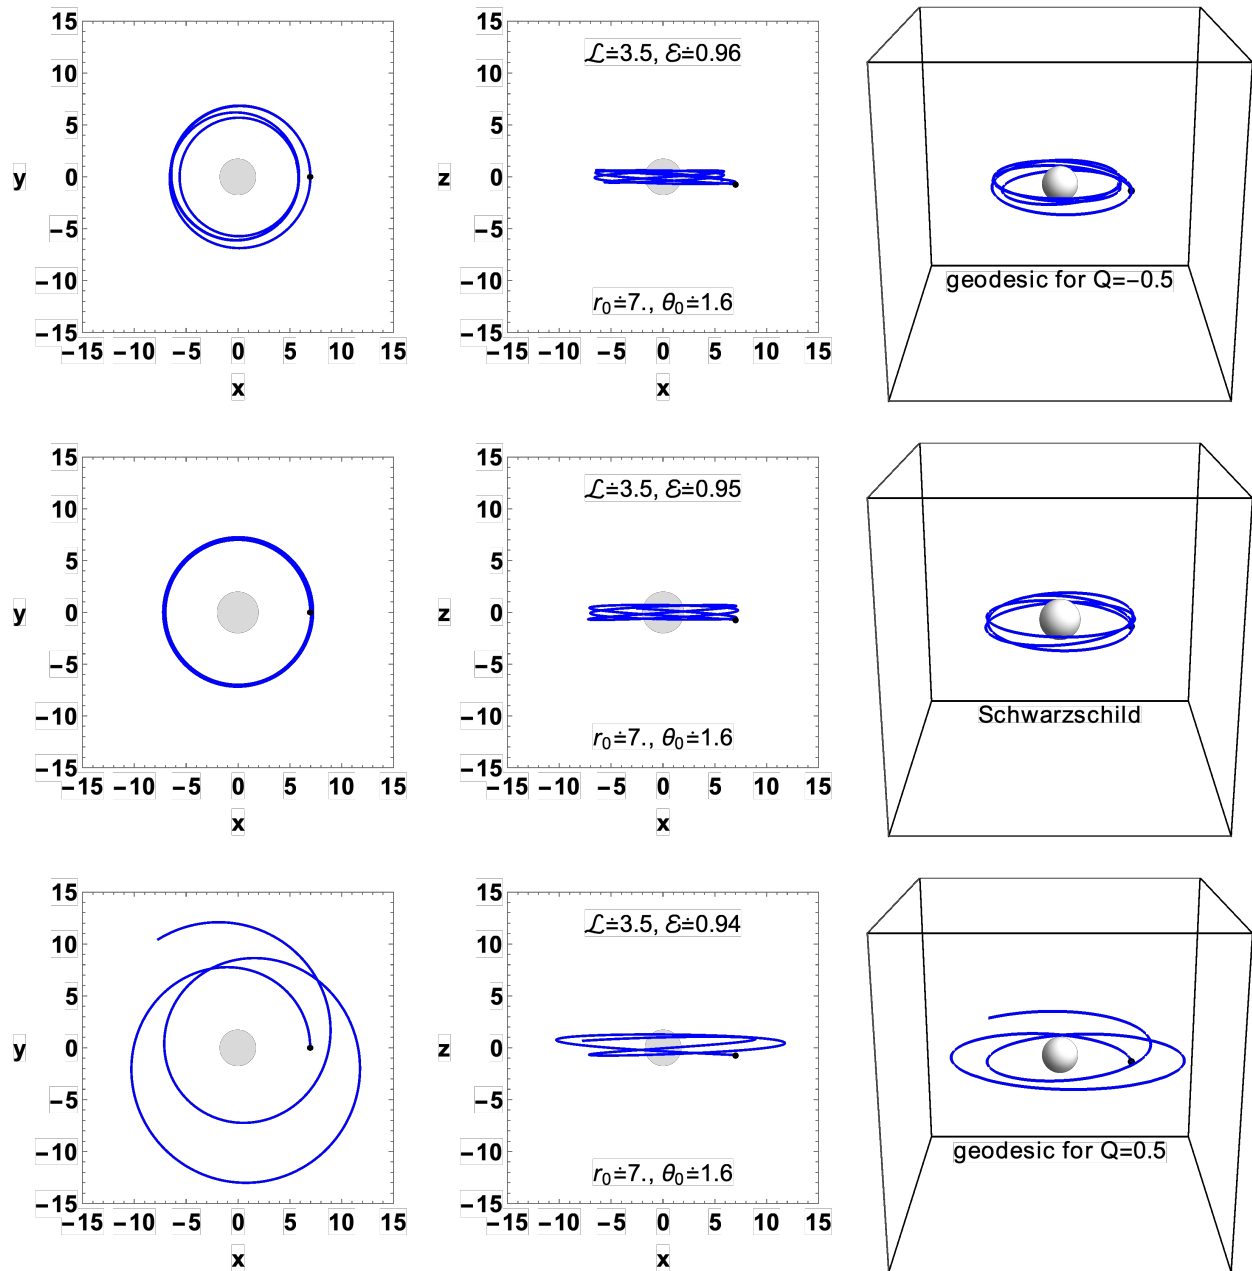 15
10
5
y 0
−5
−10
−15
−15 −10 −5 0 5 10 15
x
15
ℒ≐3.5, ℰ≐0.96
10
5
z 0
−5
−10
r₀≐7., θ₀≐1.6
−15
−15 −10 −5 0 5 10 15
x
geodesic for Q=−0.5
15
10
5
y 0
−5
−10
−15
−15 −10 −5 0 5 10 15
x
15
ℒ≐3.5, ℰ≐0.95
10
5
z 0
−5
−10
r₀≐7., θ₀≐1.6
−15
−15 −10 −5 0 5 10 15
x
Schwarzschild
15
10
5
y 0
−5
−10
−15
−15 −10 −5 0 5 10 15
x
15
ℒ≐3.5, ℰ≐0.94
10
5
z 0
−5
−10
r₀≐7., θ₀≐1.6
−15
−15 −10 −5 0 5 10 15
x
geodesic for Q=0.5